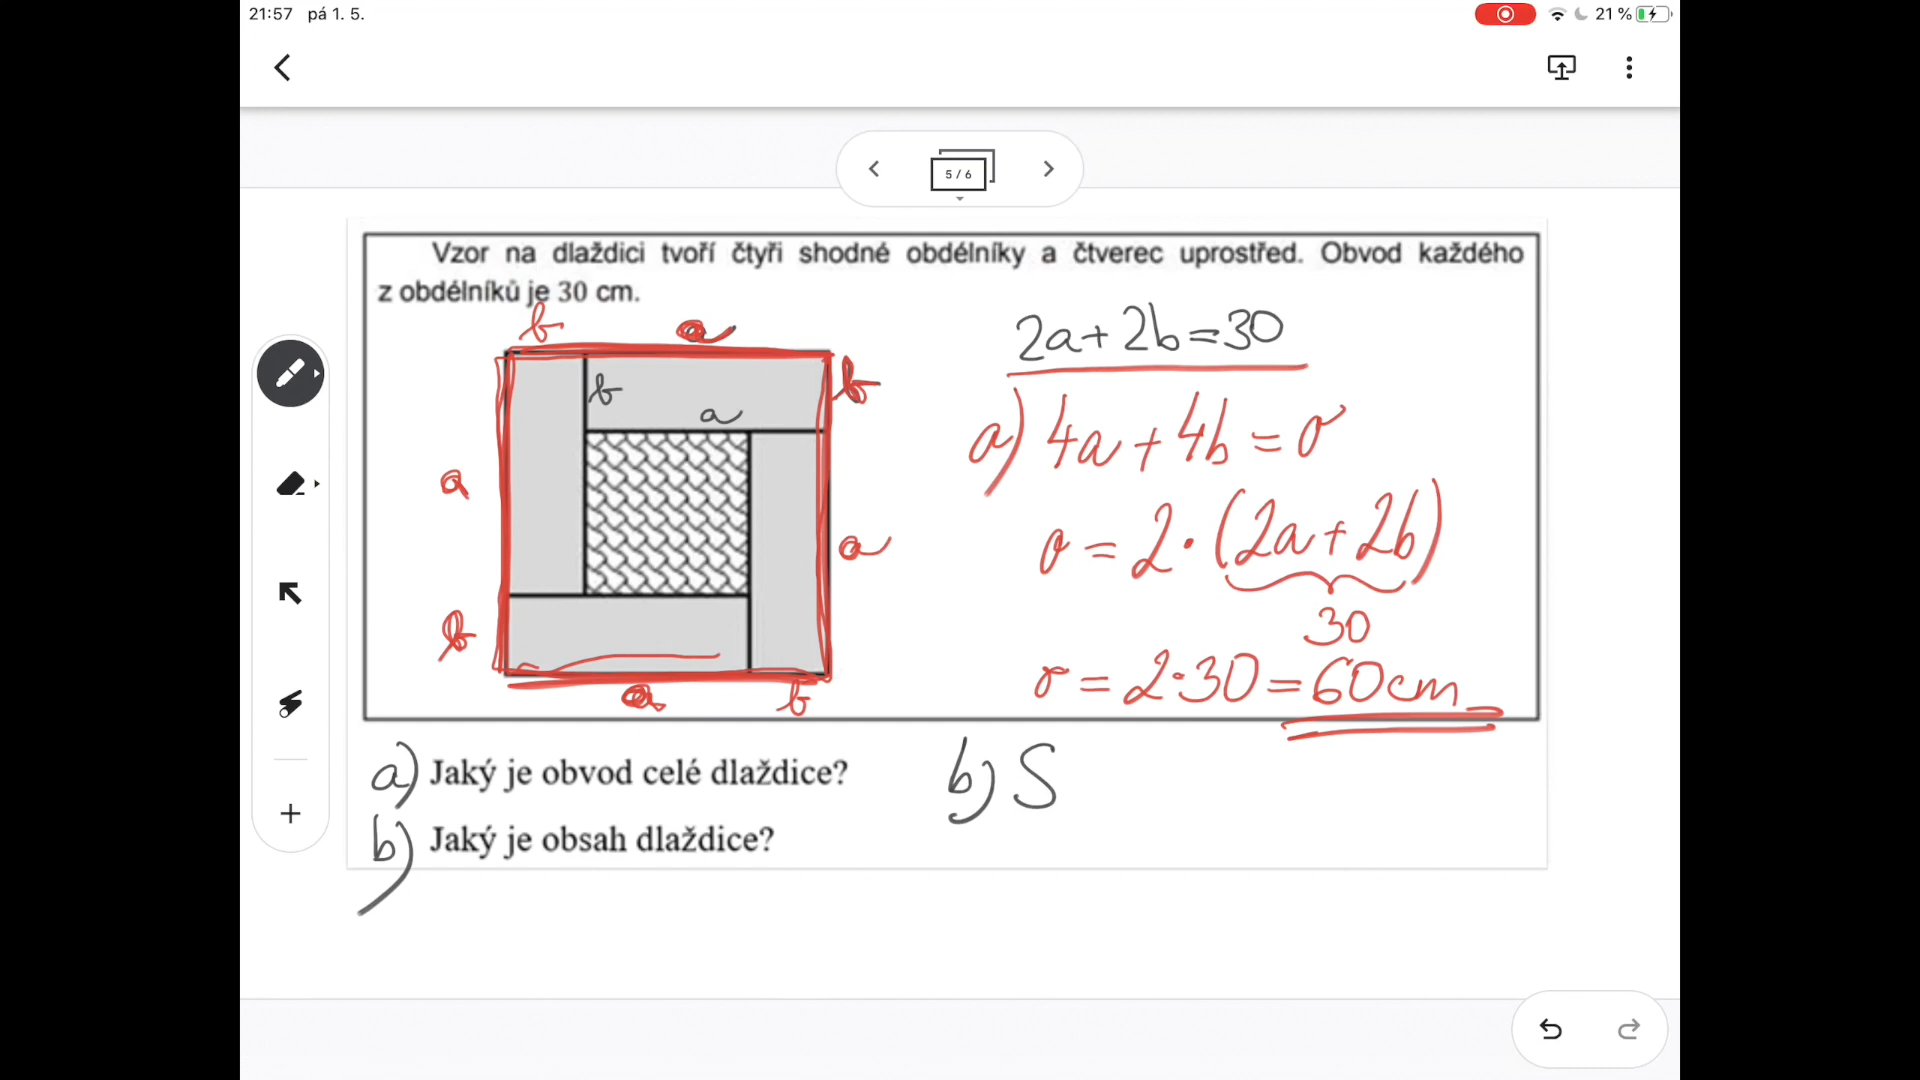 21:57 pá 1. 5.
21 %
5 / 6
Vzor na dlaždici tvoří čtyři shodné obdélníky a čtverec uprostřed. Obvod každého
z obdélníků je 30 cm.
b a
b
a
b
a
a
b
a b
2a+2b=30
a) 4a+4b=o
o=2·(2a+2b)
30
o=2·30=60cm
a) Jaký je obvod celé dlaždice?
b) Jaký je obsah dlaždice?
b) S